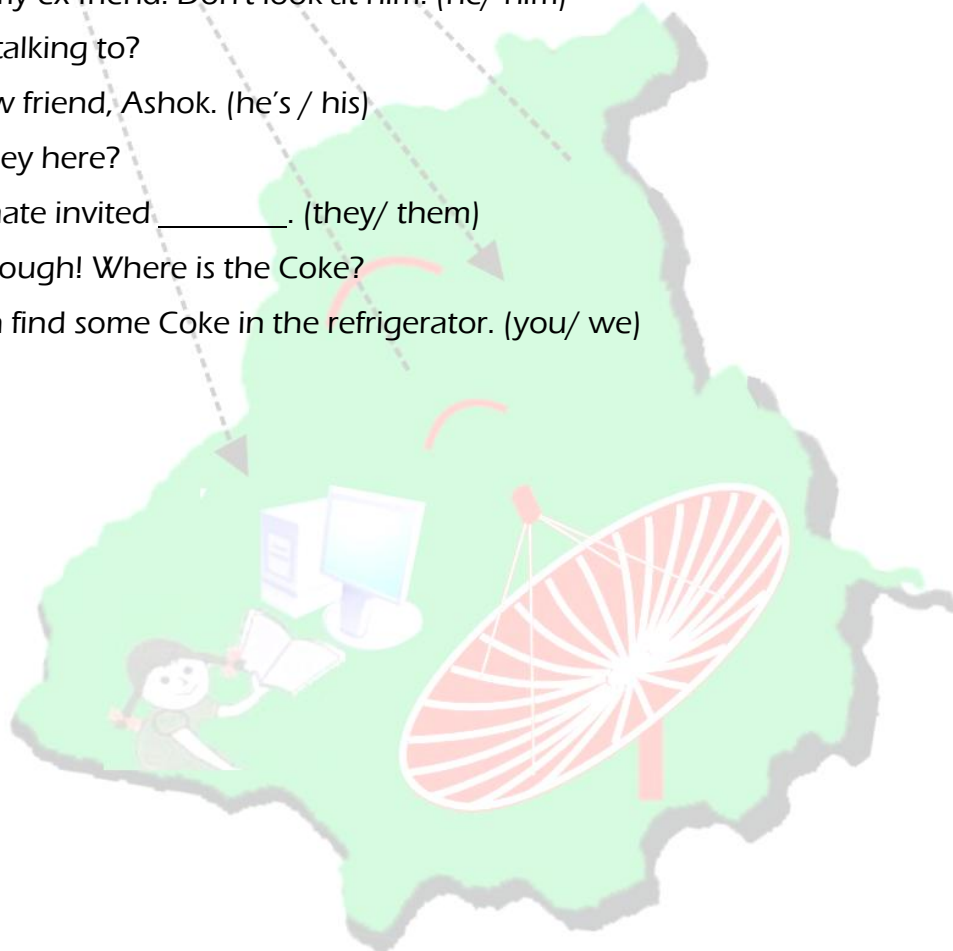 my ex-friend. Don't look at him. (he/ him)
talking to?
w friend, Ashok. (he's / his)
ey here?
ate invited ________. (they/ them)
ough! Where is the Coke?
find some Coke in the refrigerator. (you/ we)